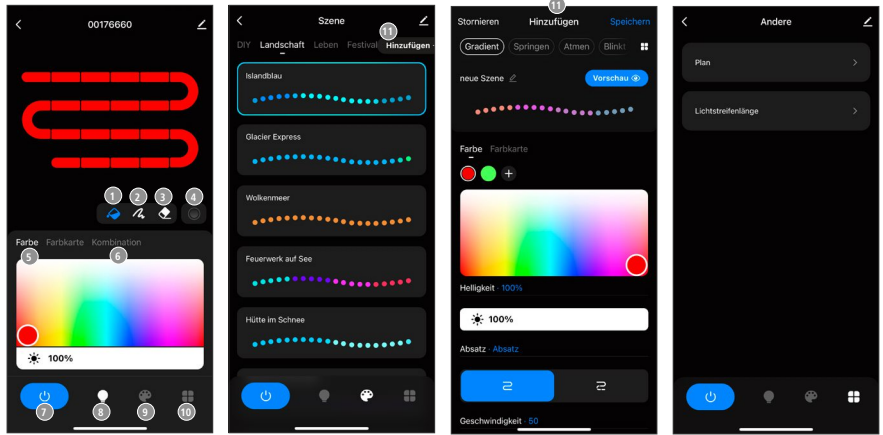 00176660
1
2
3
4
Farbe Farbkarte Kombination
5
6
100%
7
8
9
10
Szene
11
DIY Landschaft Leben Festival Hinzufügen
Islandblau
Glacier Express
Wolkenmeer
Feuerwerk auf See
Hütte im Schnee
11
Stornieren Hinzufügen Speichern
Gradient Springen Atmen
neue Szene Vorschau
Farbe Farbkarte
+
Helligkeit · 100%
100%
Absatz · Absatz
Geschwindigkeit · 50
Andere
Plan
Lichtstreifenlänge